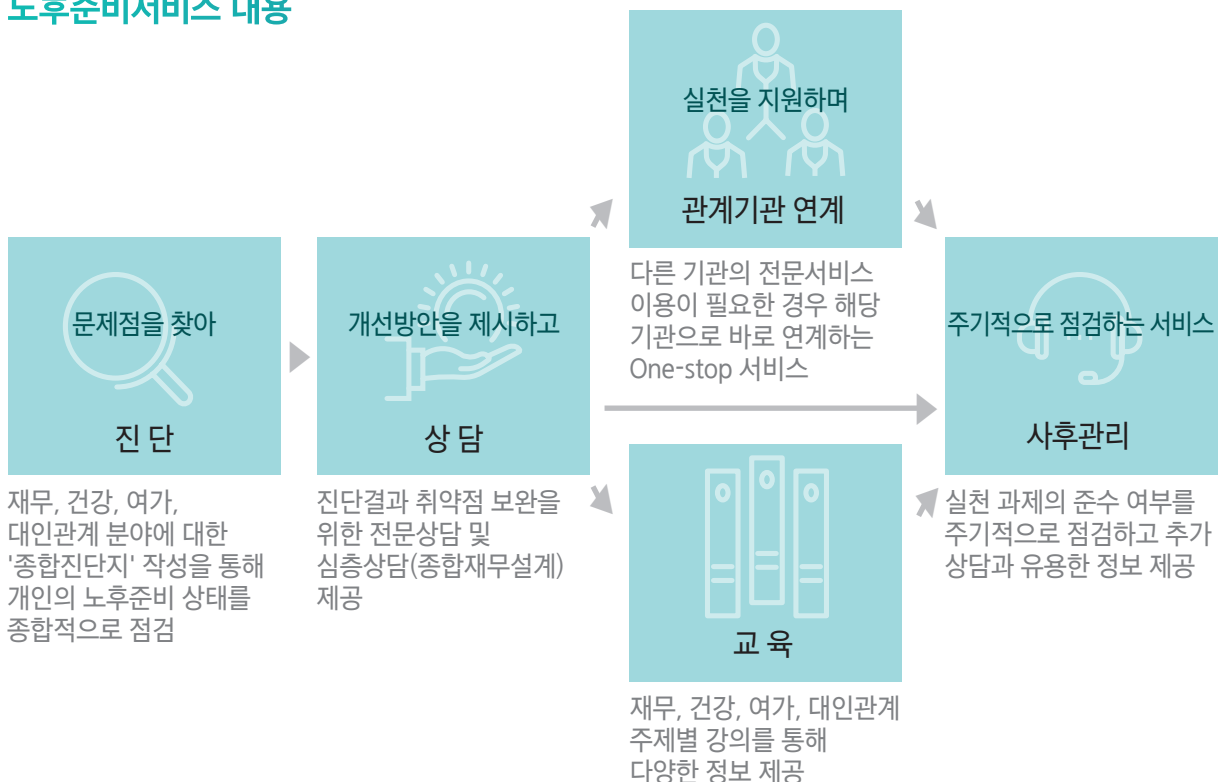 노후준비서비스 내용
문제점을 찾아
진 단
재무, 건강, 여가,
대인관계 분야에 대한
'종합진단지' 작성을 통해
개인의 노후준비 상태를
종합적으로 점검
개선방안을 제시하고
상 담
진단결과 취약점 보완을
위한 전문상담 및
심층상담(종합재무설계)
제공
실천을 지원하며
관계기관 연계
다른 기관의 전문서비스
이용이 필요한 경우 해당
기관으로 바로 연계하는
One-stop 서비스
교 육
재무, 건강, 여가, 대인관계
주제별 강의를 통해
다양한 정보 제공
주기적으로 점검하는 서비스
사후관리
실천 과제의 준수 여부를
주기적으로 점검하고 추가
상담과 유용한 정보 제공